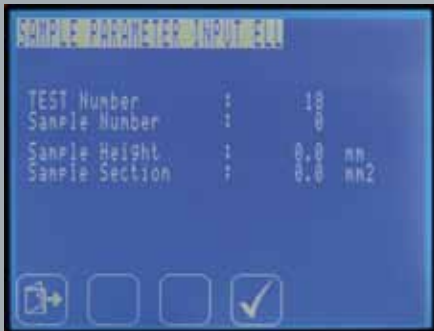 SAMPLE PARAMETER INPUT ELL
TEST Number : 18
Sample Number : 0
Sample Height : 0.0 mm
Sample Section : 0.0 mm2